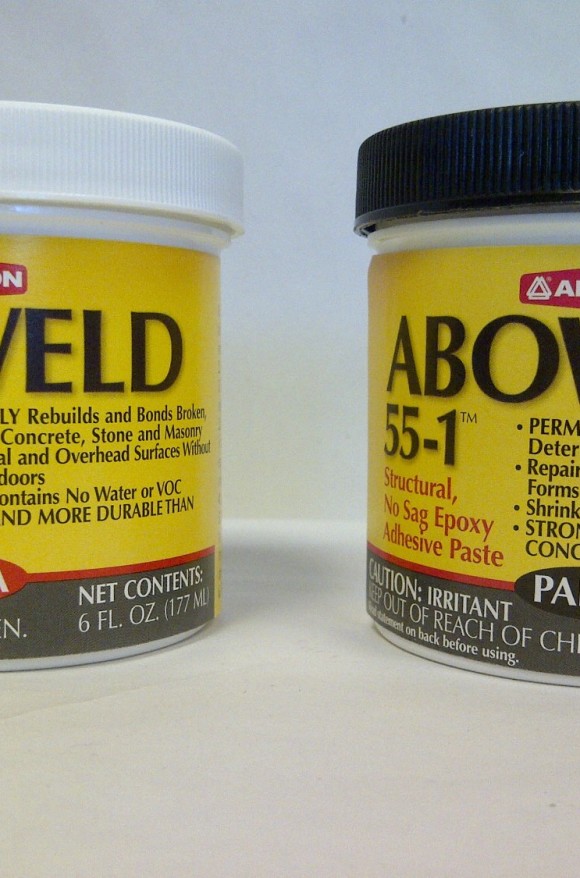 ON
VELD
LY Rebuilds and Bonds Broken,
Concrete, Stone and Masonry
al and Overhead Surfaces Without
doors
ontains No Water or VOC
ND MORE DURABLE THAN
A
NET CONTENTS:
6 FL. OZ. (177 ML)
EN.
A
ABOW
55-1™
Structural,
No Sag Epoxy
Adhesive Paste
• PERM
Deter
• Repair
Forms
• Shrink
• STRON
CONC
CAUTION: IRRITANT
KEEP OUT OF REACH OF CHI
statement on back before using.
PA